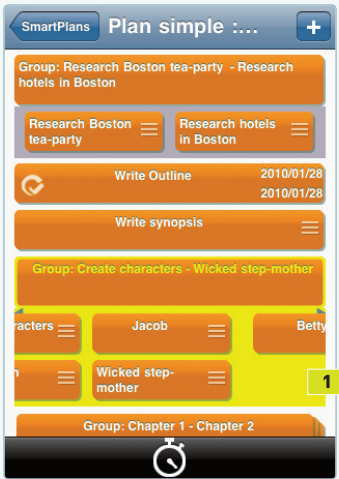 SmartPlans
Plan simple :...
+
Group: Research Boston tea-party - Research
hotels in Boston
Research Boston
tea-party
Research hotels
in Boston
Write Outline
2010/01/28
2010/01/28
Write synopsis
Group: Create characters - Wicked step-mother
racters
Jacob
Betty
n
Wicked step-
mother
1
Group: Chapter 1 - Chapter 2